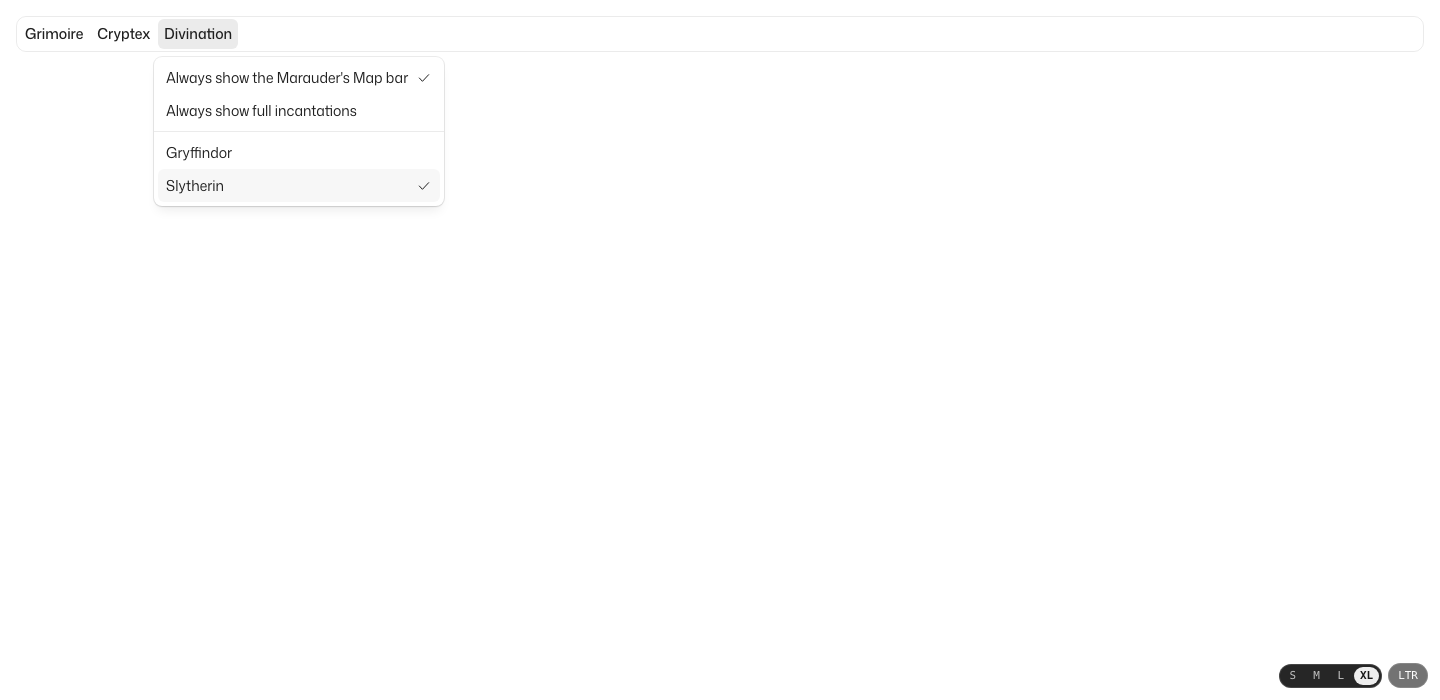 Grimoire Cryptex Divination
Always show the Marauder's Map bar
Always show full incantations
Gryffindor
Slytherin
S M L XL LTR